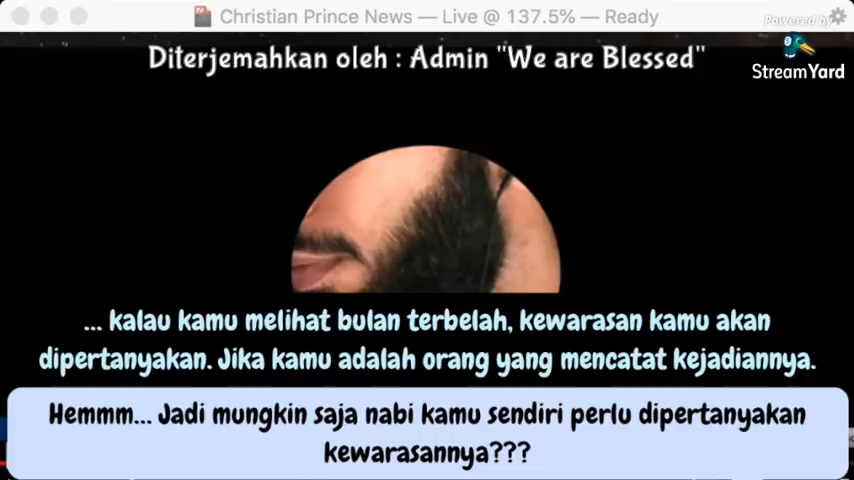 Christian Prince News — Live @ 137.5% — Ready
Powered by
StreamYard
Diterjemahkan oleh : Admin "We are Blessed"
... kalau kamu melihat bulan terbelah, kewarasan kamu akan
dipertanyakan. Jika kamu adalah orang yang mencatat kejadiannya.
Hemmm... Jadi mungkin saja nabi kamu sendiri perlu dipertanyakan
kewarasannya???